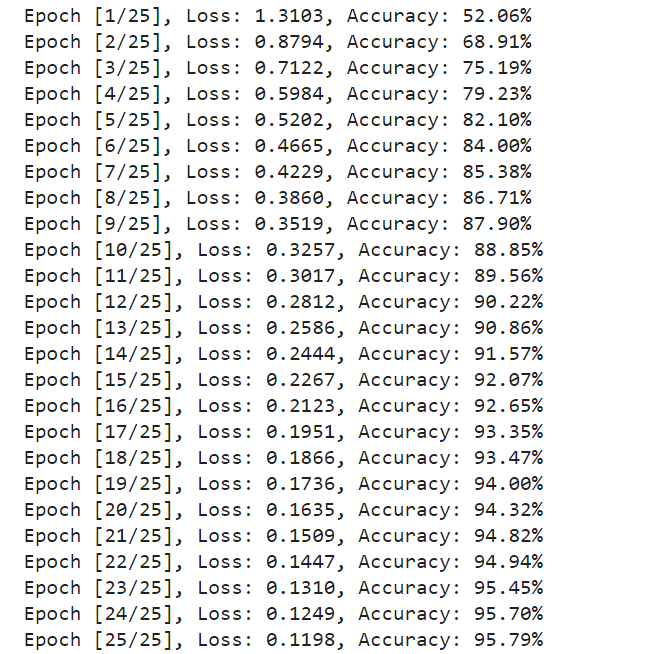 Epoch [1/25], Loss: 1.3103, Accuracy: 52.06%
Epoch [2/25], Loss: 0.8794, Accuracy: 68.91%
Epoch [3/25], Loss: 0.7122, Accuracy: 75.19%
Epoch [4/25], Loss: 0.5984, Accuracy: 79.23%
Epoch [5/25], Loss: 0.5202, Accuracy: 82.10%
Epoch [6/25], Loss: 0.4665, Accuracy: 84.00%
Epoch [7/25], Loss: 0.4229, Accuracy: 85.38%
Epoch [8/25], Loss: 0.3860, Accuracy: 86.71%
Epoch [9/25], Loss: 0.3519, Accuracy: 87.90%
Epoch [10/25], Loss: 0.3257, Accuracy: 88.85%
Epoch [11/25], Loss: 0.3017, Accuracy: 89.56%
Epoch [12/25], Loss: 0.2812, Accuracy: 90.22%
Epoch [13/25], Loss: 0.2586, Accuracy: 90.86%
Epoch [14/25], Loss: 0.2444, Accuracy: 91.57%
Epoch [15/25], Loss: 0.2267, Accuracy: 92.07%
Epoch [16/25], Loss: 0.2123, Accuracy: 92.65%
Epoch [17/25], Loss: 0.1951, Accuracy: 93.35%
Epoch [18/25], Loss: 0.1866, Accuracy: 93.47%
Epoch [19/25], Loss: 0.1736, Accuracy: 94.00%
Epoch [20/25], Loss: 0.1635, Accuracy: 94.32%
Epoch [21/25], Loss: 0.1509, Accuracy: 94.82%
Epoch [22/25], Loss: 0.1447, Accuracy: 94.94%
Epoch [23/25], Loss: 0.1310, Accuracy: 95.45%
Epoch [24/25], Loss: 0.1249, Accuracy: 95.70%
Epoch [25/25], Loss: 0.1198, Accuracy: 95.79%